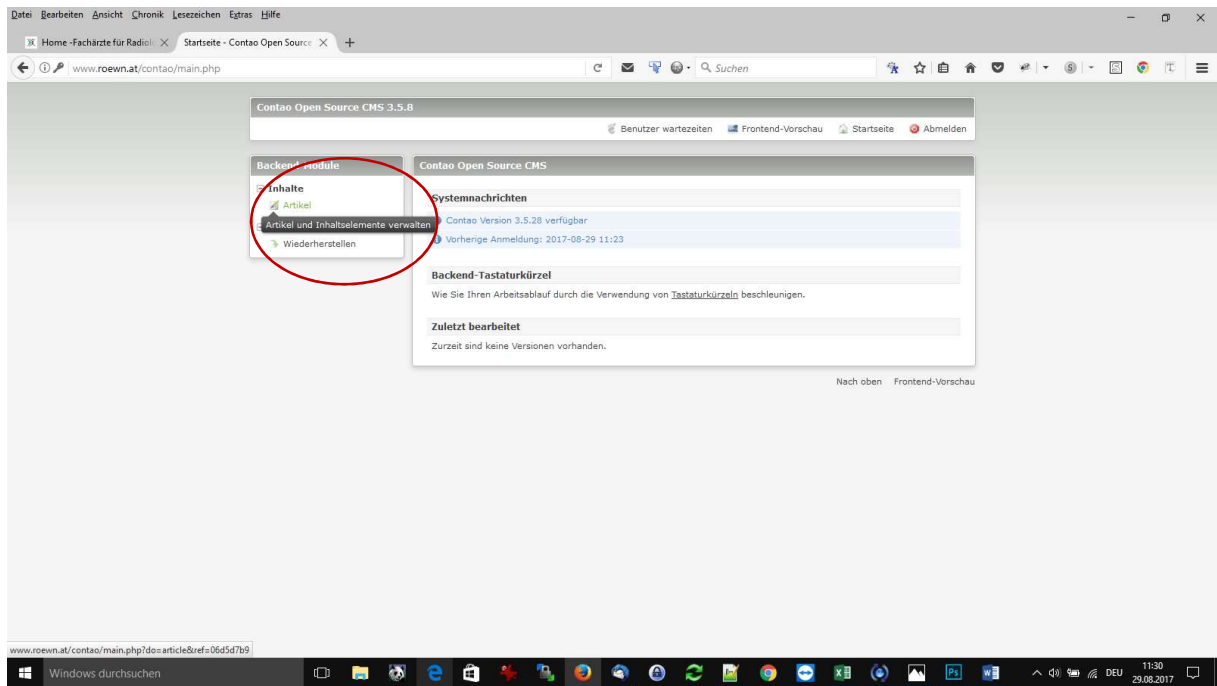 Datei Bearbeiten Ansicht Chronik Lesezeichen Extras Hilfe
Home -Fachärzte für Radiol
Startseite - Contao Open Source
www.roewn.at/contao/main.php
Suchen
Contao Open Source CMS 3.5.8
Benutzer wartezeiten Frontend-Vorschau Startseite Abmelden
Backend-Module
Inhalte
Artikel
Artikel und Inhaltselemente verwalten
Wiederherstellen
Contao Open Source CMS
Systemnachrichten
Contao Version 3.5.28 verfügbar
Vorherige Anmeldung: 2017-08-29 11:23
Backend-Tastaturkürzel
Wie Sie Ihren Arbeitsablauf durch die Verwendung von Tastaturkürzeln beschleunigen.
Zuletzt bearbeitet
Zurzeit sind keine Versionen vorhanden.
Nach oben Frontend-Vorschau
www.roewn.at/contao/main.php?do=article&ref=06d5d7b9
Windows durchsuchen
DEU
11:30
29.08.2017